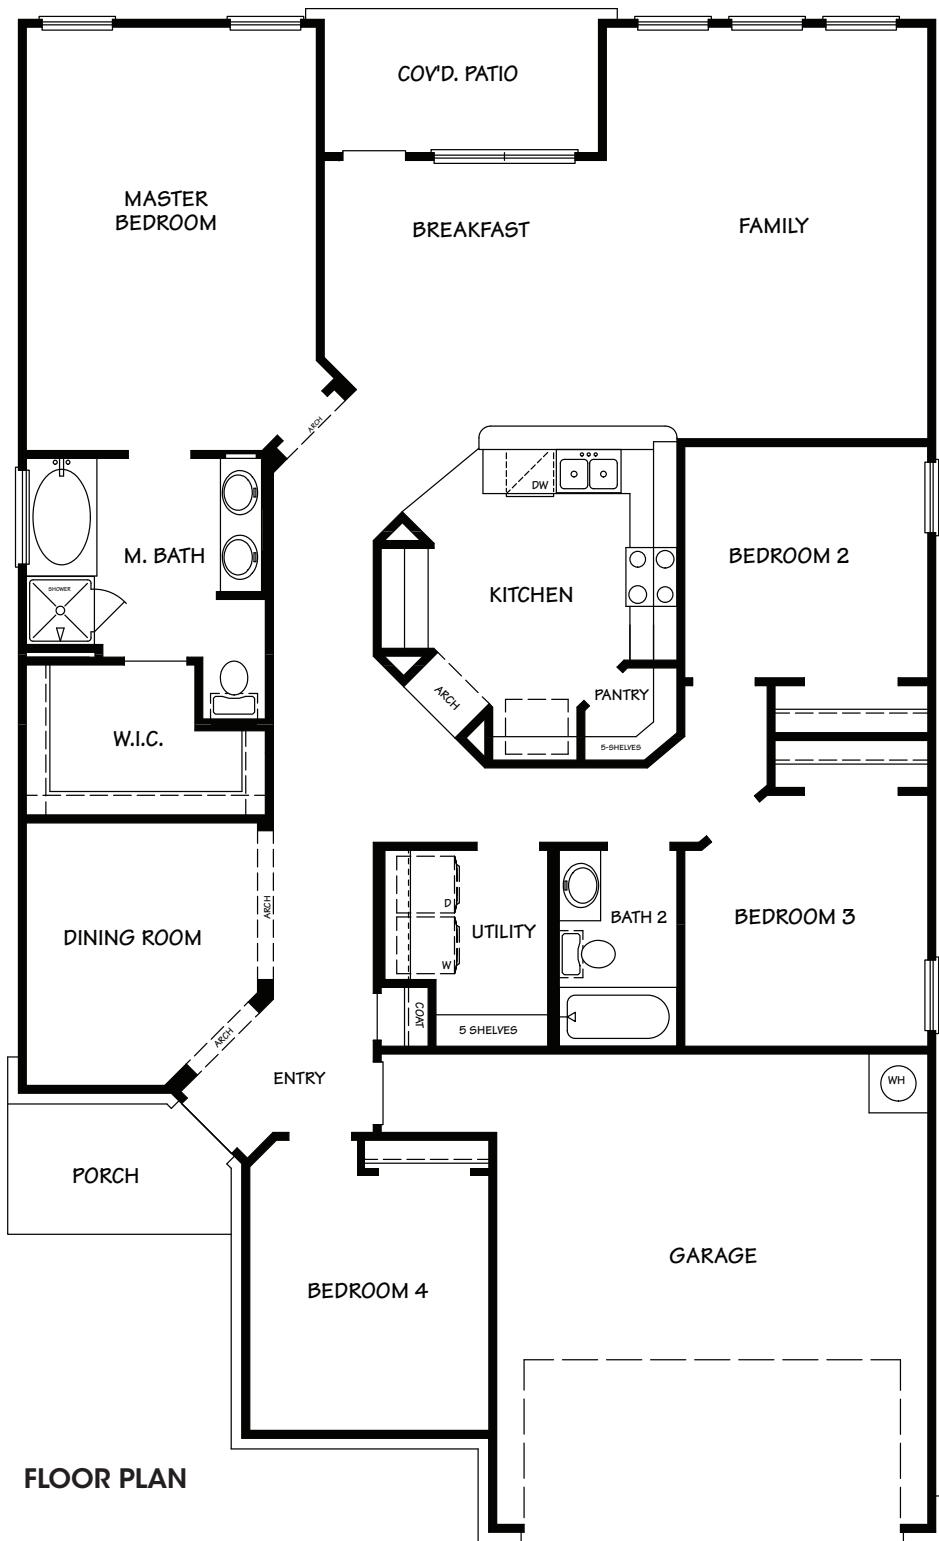 COV'D. PATIO
MASTER
BEDROOM
BREAKFAST
FAMILY
ARCH
DW
M. BATH
BEDROOM 2
SHOWER
KITCHEN
ARCH
PANTRY
W.I.C.
5-SHELVES
ARCH
D
DINING ROOM
UTILITY
BATH 2
BEDROOM 3
W
COAT
5 SHELVES
ARCH
ENTRY
WH
PORCH
GARAGE
BEDROOM 4
FLOOR PLAN